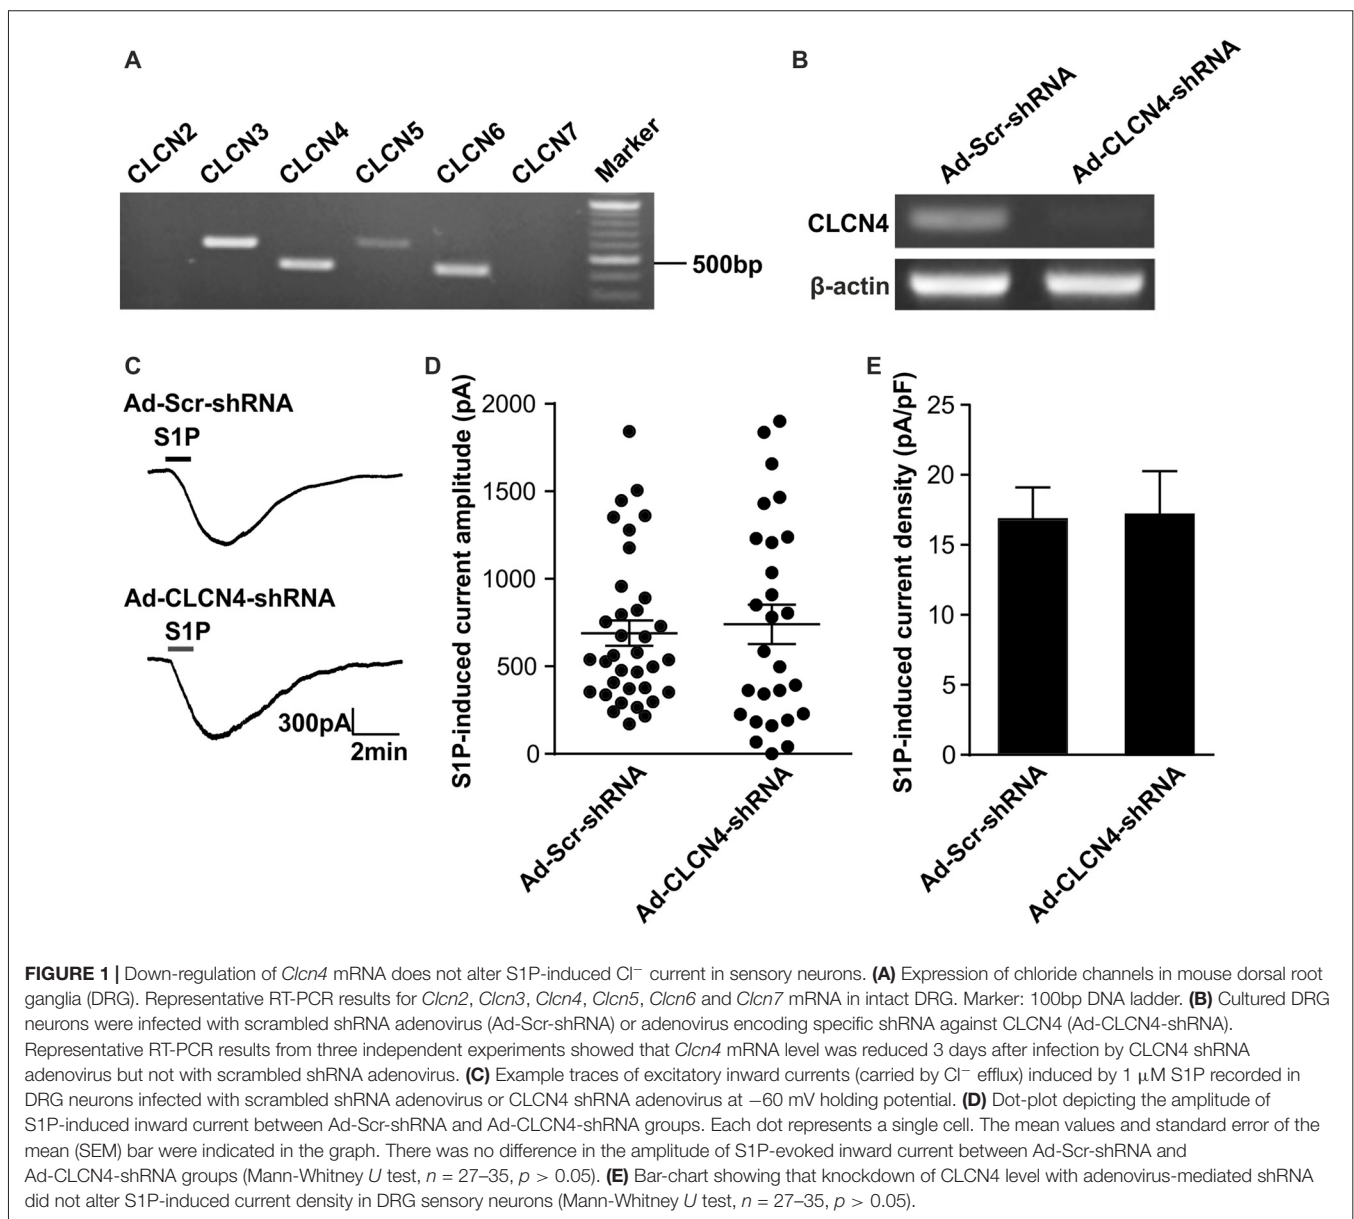 A
B
CLCN2
CLCN3
CLCN4
CLCN5
CLCN6
CLCN7
Marker
500bp
Ad-Scr-shRNA
Ad-CLCN4-shRNA
CLCN4
β-actin
C
Ad-Scr-shRNA
S1P
Ad-CLCN4-shRNA
S1P
300pA
2min
D
S1P-induced current amplitude (pA)
2000
1500
1000
500
0
Ad-Scr-shRNA
Ad-CLCN4-shRNA
E
S1P-induced current density (pA/pF)
25
20
15
10
5
0
Ad-Scr-shRNA
Ad-CLCN4-shRNA
FIGURE 1 | Down-regulation of Clcn4 mRNA does not alter S1P-induced Cl⁻ current in sensory neurons. (A) Expression of chloride channels in mouse dorsal root
ganglia (DRG). Representative RT-PCR results for Clcn2, Clcn3, Clcn4, Clcn5, Clcn6 and Clcn7 mRNA in intact DRG. Marker: 100bp DNA ladder. (B) Cultured DRG
neurons were infected with scrambled shRNA adenovirus (Ad-Scr-shRNA) or adenovirus encoding specific shRNA against CLCN4 (Ad-CLCN4-shRNA).
Representative RT-PCR results from three independent experiments showed that Clcn4 mRNA level was reduced 3 days after infection by CLCN4 shRNA
adenovirus but not with scrambled shRNA adenovirus. (C) Example traces of excitatory inward currents (carried by Cl⁻ efflux) induced by 1 μM S1P recorded in
DRG neurons infected with scrambled shRNA adenovirus or CLCN4 shRNA adenovirus at −60 mV holding potential. (D) Dot-plot depicting the amplitude of
S1P-induced inward current between Ad-Scr-shRNA and Ad-CLCN4-shRNA groups. Each dot represents a single cell. The mean values and standard error of the
mean (SEM) bar were indicated in the graph. There was no difference in the amplitude of S1P-evoked inward current between Ad-Scr-shRNA and
Ad-CLCN4-shRNA groups (Mann-Whitney U test, n = 27–35, p > 0.05). (E) Bar-chart showing that knockdown of CLCN4 level with adenovirus-mediated shRNA
did not alter S1P-induced current density in DRG sensory neurons (Mann-Whitney U test, n = 27–35, p > 0.05).